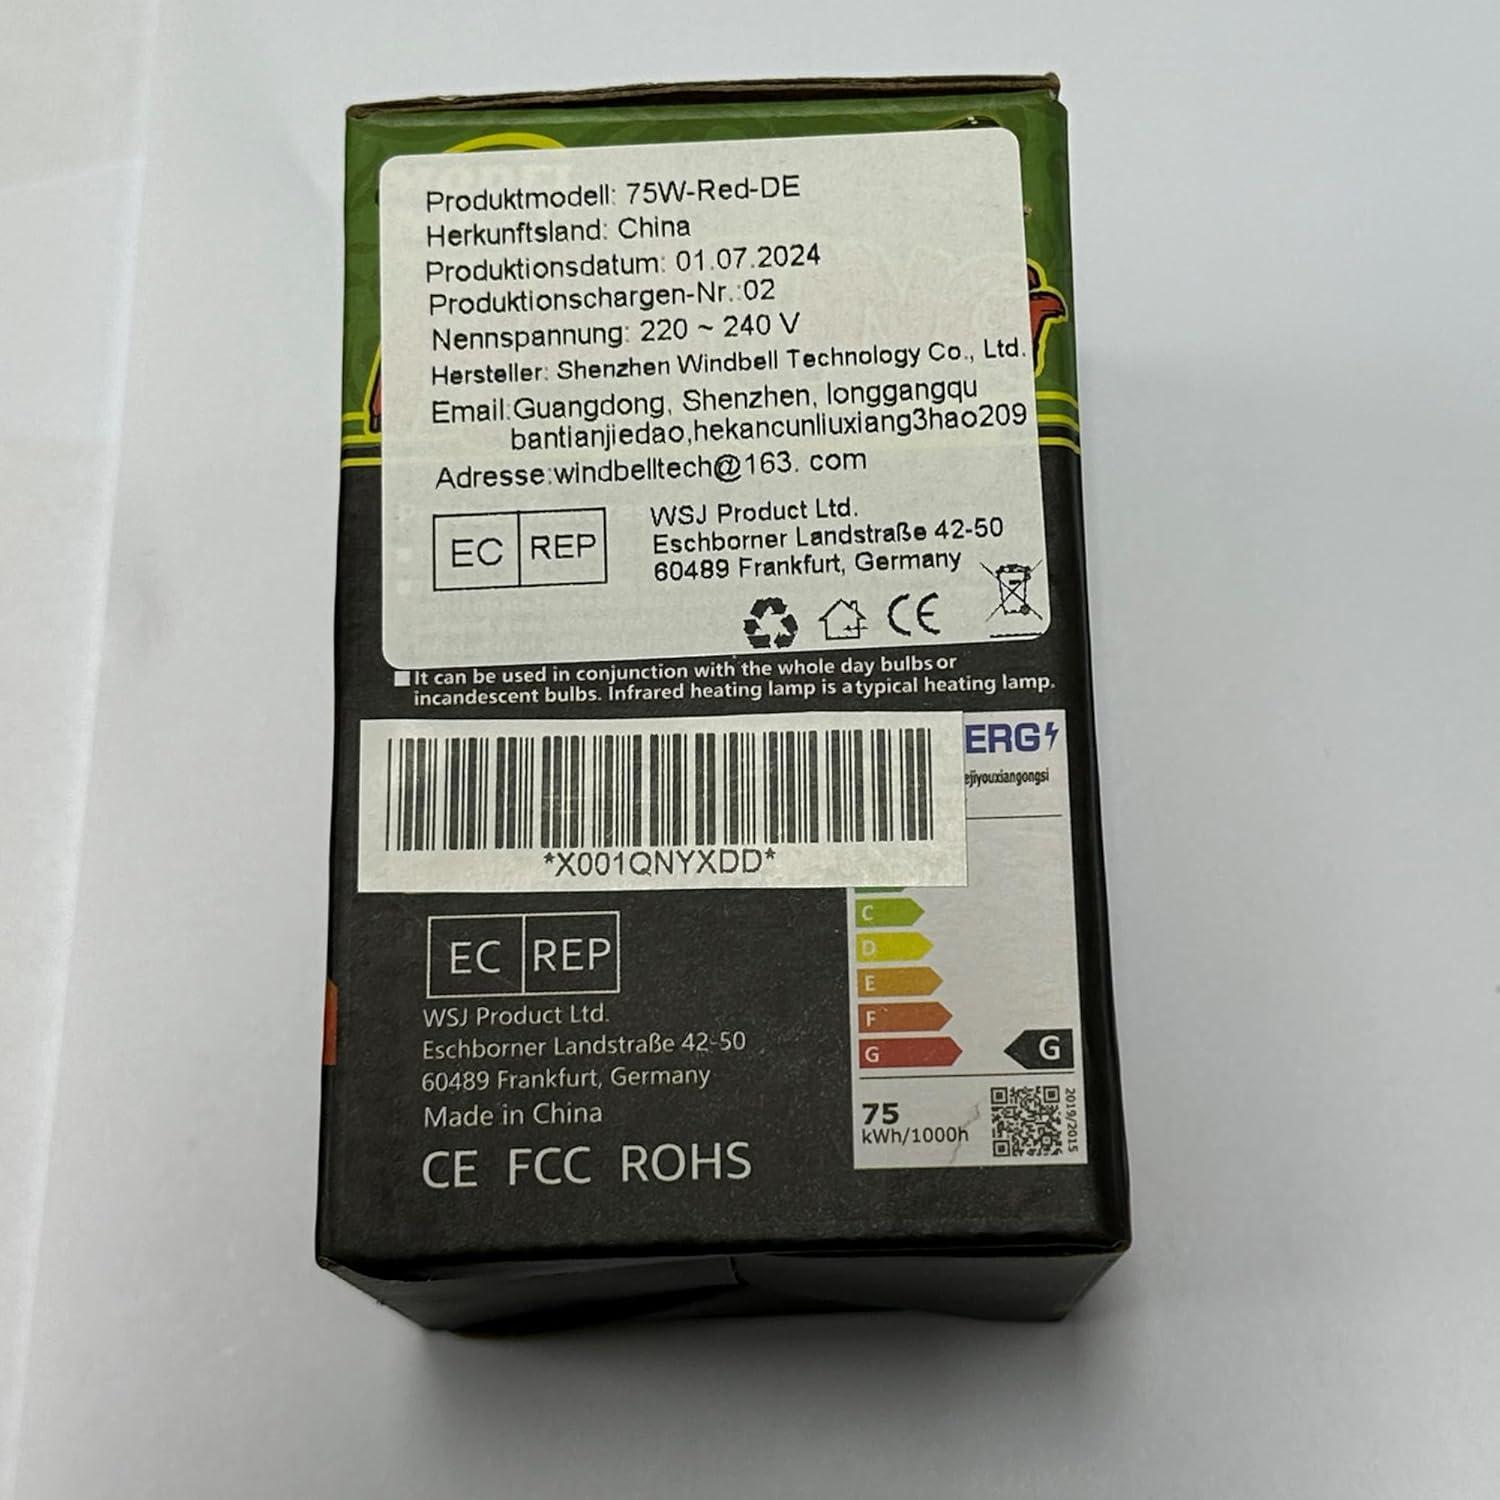 Produktmodell: 75W-Red-DE
Herkunftsland: China
Produktionsdatum: 01.07.2024
Produktionschargen-Nr.:02
Nennspannung: 220 ~ 240 V
Hersteller: Shenzhen Windbell Technology Co., Ltd.
Email:Guangdong, Shenzhen, longgangqu
bantianjiedao,hekancunliuxiang3hao209
Adresse:windbelltech@163. com
EC REP
WSJ Product Ltd.
Eschborner Landstraße 42-50
60489 Frankfurt, Germany
CE
It can be used in conjunction with the whole day bulbs or
incandescent bulbs. Infrared heating lamp is a typical heating lamp.
ERG
ejiyouxiangongsi
*X001QNYXDD*
C
D
E
F
G
G
75
kWh/1000h
2019/2015
EC REP
WSJ Product Ltd.
Eschborner Landstraße 42-50
60489 Frankfurt, Germany
Made in China
CE FCC ROHS